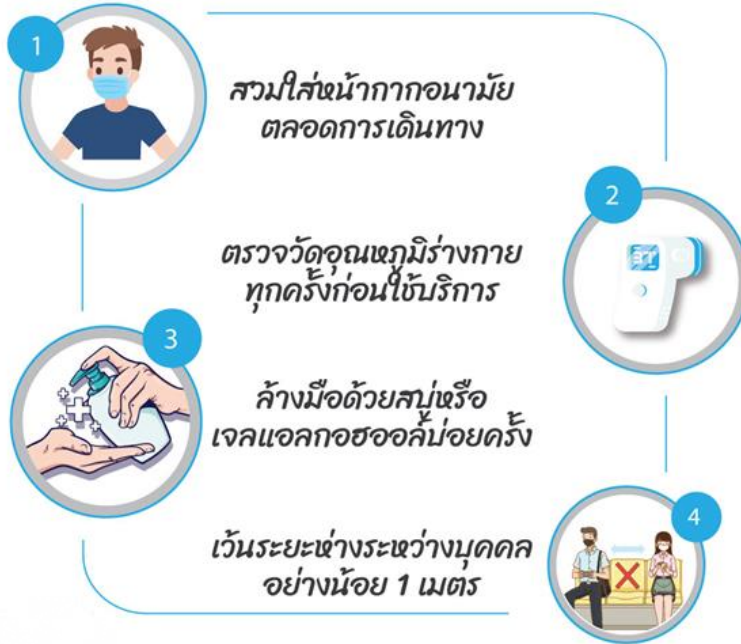 1
สวมใส่หน้ากากอนามัย
ตลอดการเดินทาง
2
ตรวจวัดอุณหภูมิร่างกาย
ทุกครั้งก่อนใช้บริการ
3
ล้างมือด้วยสบู่หรือ
เจลแอลกอฮออล์บ่อยครั้ง
4
เว้นระยะห่างระหว่างบุคคล
อย่างน้อย 1 เมตร